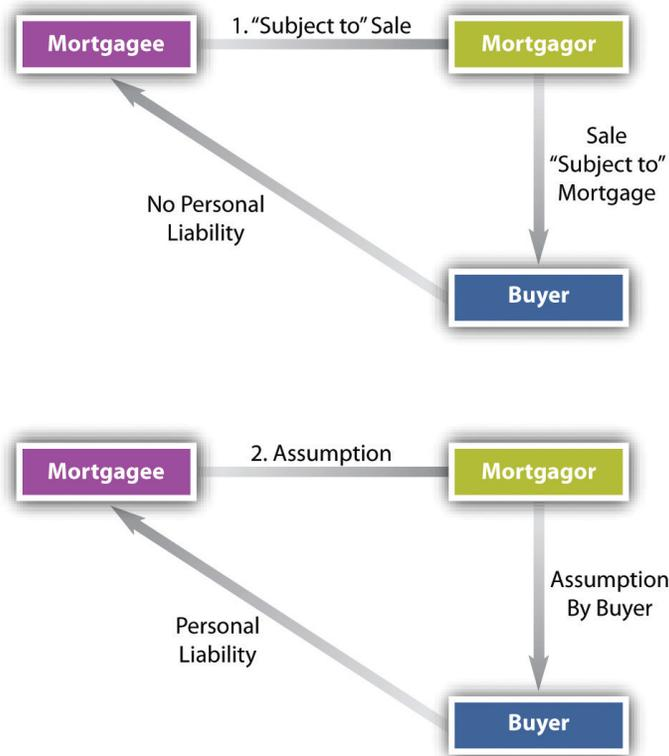 Mortgagee
1. “Subject to” Sale
Mortgagor
Sale
“Subject to”
Mortgage
No Personal
Liability
Buyer
Mortgagee
2. Assumption
Mortgagor
Assumption
By Buyer
Personal
Liability
Buyer